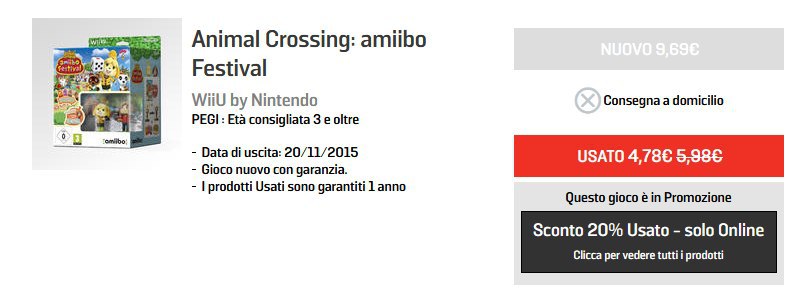 Animal Crossing: amiibo
Festival
WiiU by Nintendo
PEGI : Età consigliata 3 e oltre
- Data di uscita: 20/11/2015
- Gioco nuovo con garanzia.
- I prodotti Usati sono garantiti 1 anno
WiiU
amiibo
Festival
amiibo
NUOVO 9,69€
Consegna a domicilio
USATO 4,78€ 5,98€
Questo gioco è in Promozione
Sconto 20% Usato - solo Online
Clicca per vedere tutti i prodotti